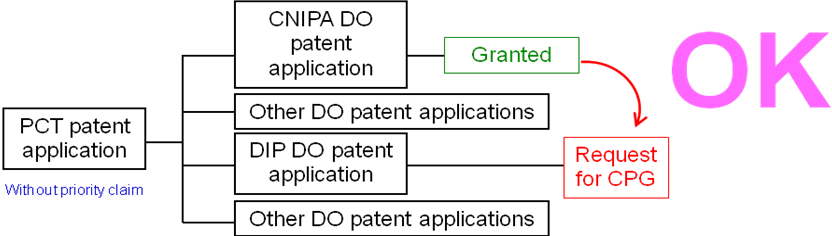 CNIPA DO
patent
application
Granted
OK
Other DO patent applications
PCT patent
application
Without priority claim
DIP DO patent
application
Request
for CPG
Other DO patent applications